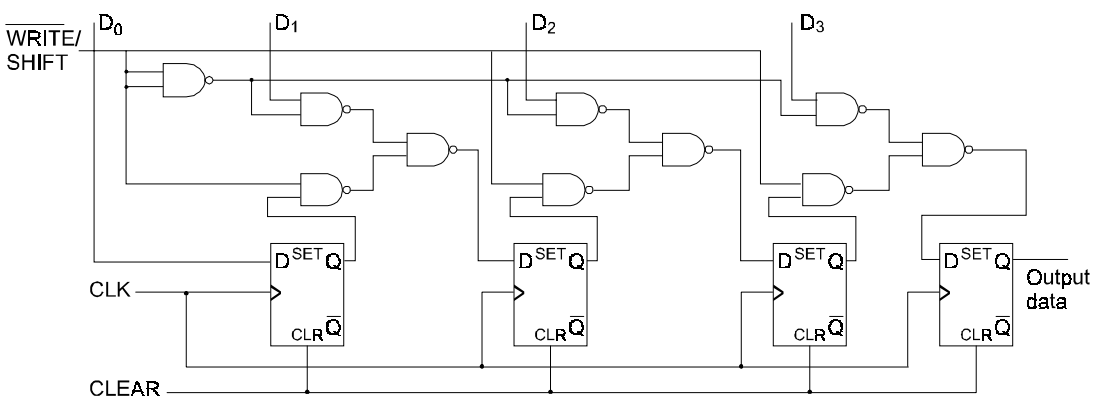 D0 D1 D2 D3
WRITE/
SHIFT
D SET Q D SET Q D SET Q D SET Q
CLK
Output
data
CLR Q CLR Q CLR Q CLR Q
CLEAR